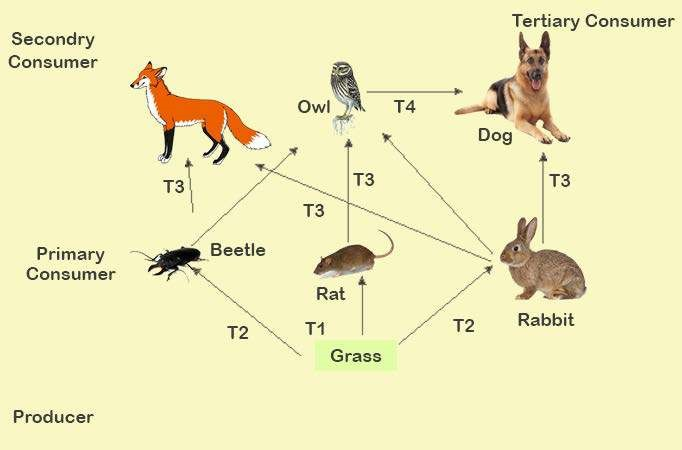 Tertiary Consumer
Secondry
Consumer
Owl
T4
Dog
T3
T3
T3
T3
Primary
Consumer
Beetle
Rat
Rabbit
T2
T1
T2
Grass
Producer